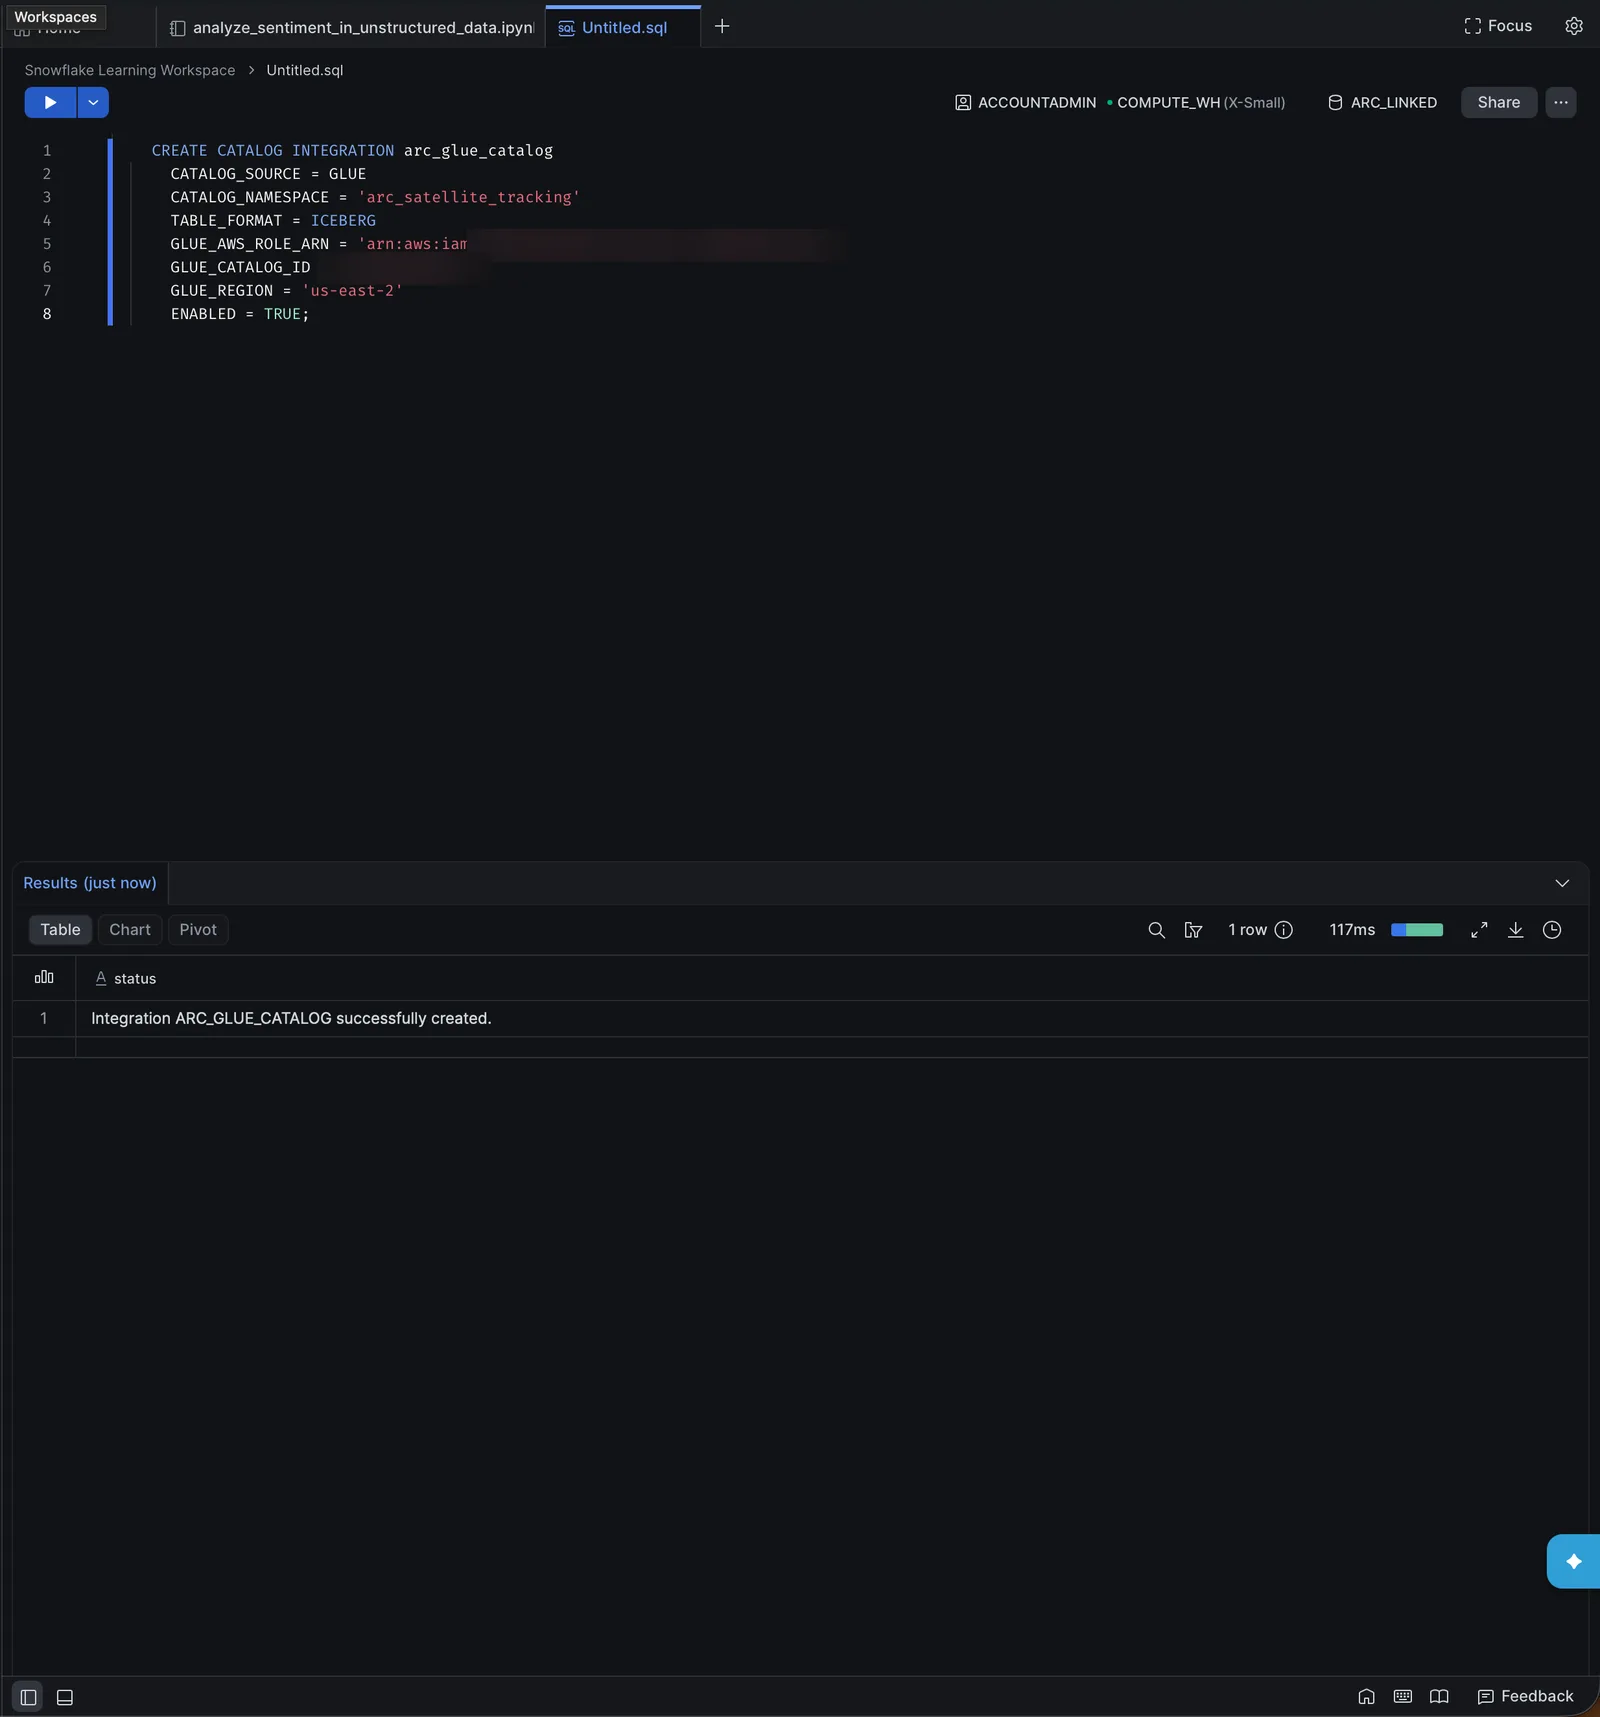 Workspaces
analyze_sentiment_in_unstructured_data.ipyn
SQL Untitled.sql
Focus
Snowflake Learning Workspace > Untitled.sql
ACCOUNTADMIN • COMPUTE_WH (X-Small)
ARC_LINKED
Share
1 CREATE CATALOG INTEGRATION arc_glue_catalog
2 CATALOG_SOURCE = GLUE
3 CATALOG_NAMESPACE = 'arc_satellite_tracking'
4 TABLE_FORMAT = ICEBERG
5 GLUE_AWS_ROLE_ARN = 'arn:aws:iam
6 GLUE_CATALOG_ID
7 GLUE_REGION = 'us-east-2'
8 ENABLED = TRUE;
Results (just now)
Table Chart Pivot
1 row
117ms
A status
1 Integration ARC_GLUE_CATALOG successfully created.
Feedback